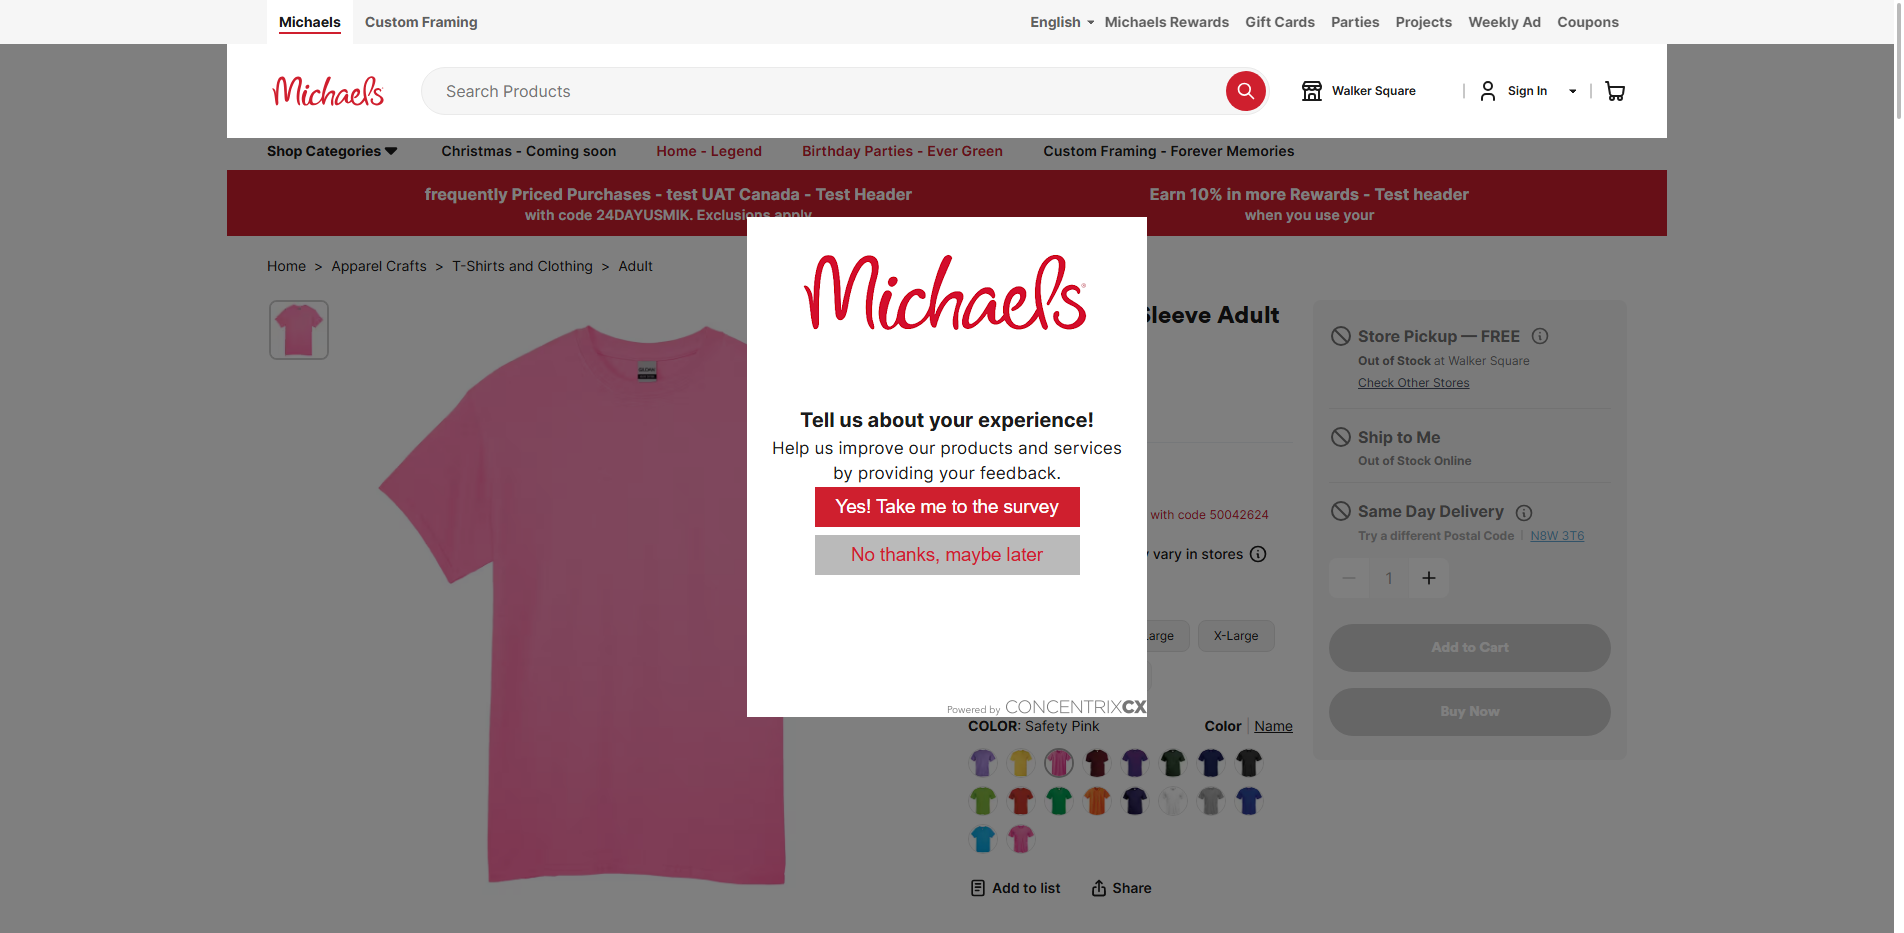 Michaels
Custom Framing
English
Michaels Rewards
Gift Cards
Parties
Projects
Weekly Ad
Coupons
Michaels
Search Products
Walker Square
Sign In
Shop Categories
Christmas - Coming soon
Home - Legend
Birthday Parties - Ever Green
Custom Framing - Forever Memories
frequently Priced Purchases - test UAT Canada - Test Header
with code 24DAYUSMIK. Exclusions apply
Earn 10% in more Rewards - Test header
when you use your
Home > Apparel Crafts > T-Shirts and Clothing > Adult
Michaels
Tell us about your experience!
Help us improve our products and services
by providing your feedback.
Yes! Take me to the survey
No thanks, maybe later
Powered by CONCENTRIXCX
Sleeve Adult
with code 50042624
vary in stores
X-Large
COLOR: Safety Pink
Color | Name
Add to list
Share
Store Pickup — FREE
Out of Stock at Walker Square
Check Other Stores
Ship to Me
Out of Stock Online
Same Day Delivery
Try a different Postal Code | N8W 3T6
1
Add to Cart
Buy Now